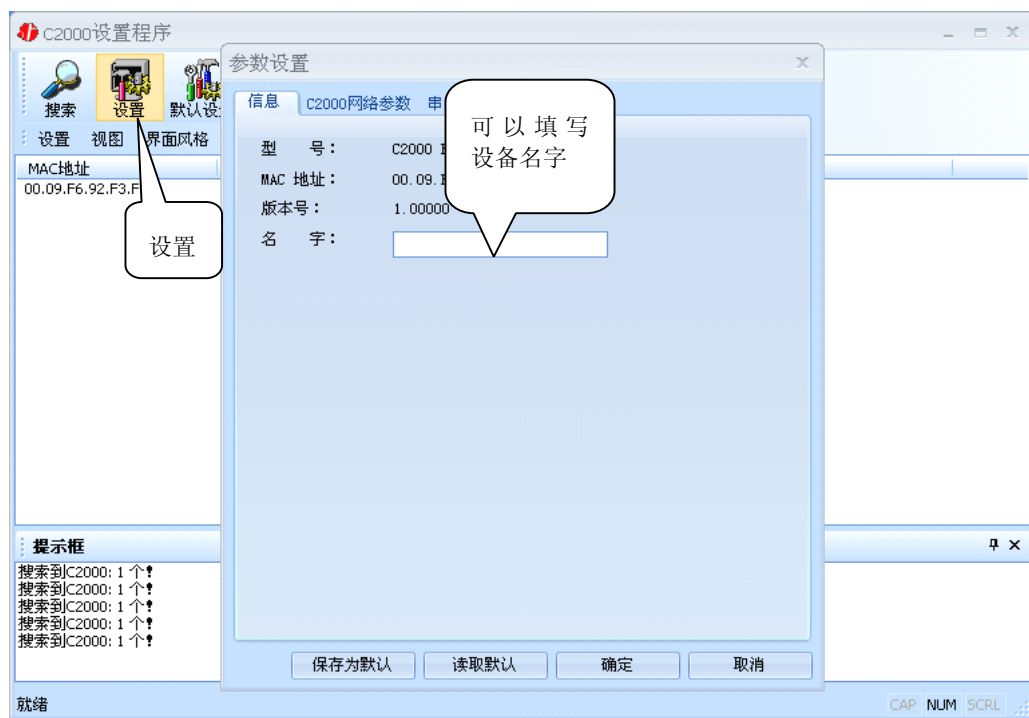 C2000设置程序
搜索
设置
默认设
设置 视图 界面风格
MAC地址
00.09.F6.92.F3.F
设置
参数设置
信息 C2000网络参数 串
型 号： C2000
MAC 地址： 00.09.
版本号： 1.00000
名 字：
可以填写
设备名字
提示框
搜索到C2000: 1 个!
搜索到C2000: 1 个!
搜索到C2000: 1 个!
搜索到C2000: 1 个!
搜索到C2000: 1 个!
保存为默认 读取默认 确定 取消
就绪
CAP NUM SCRL